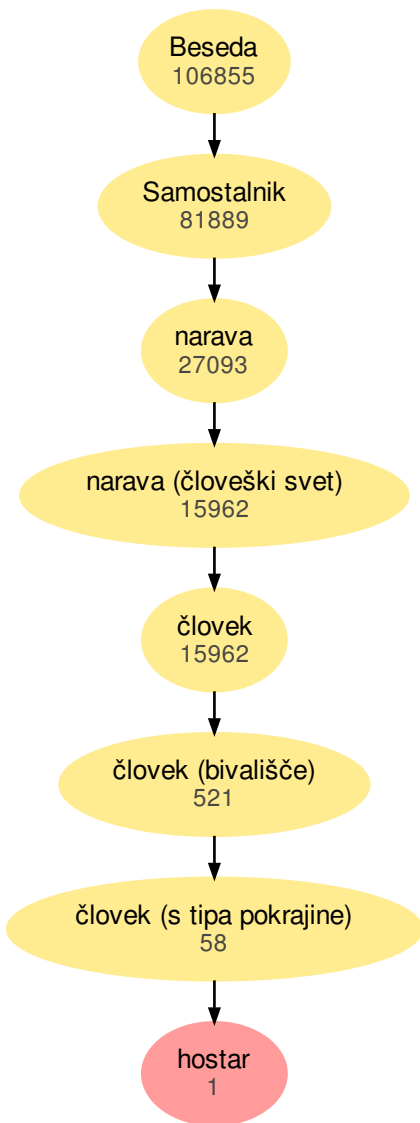 Beseda
106855
Samostalnik
81889
narava
27093
narava (človeški svet)
15962
človek
15962
človek (bivališče)
521
človek (s tipa pokrajine)
58
hostar
1